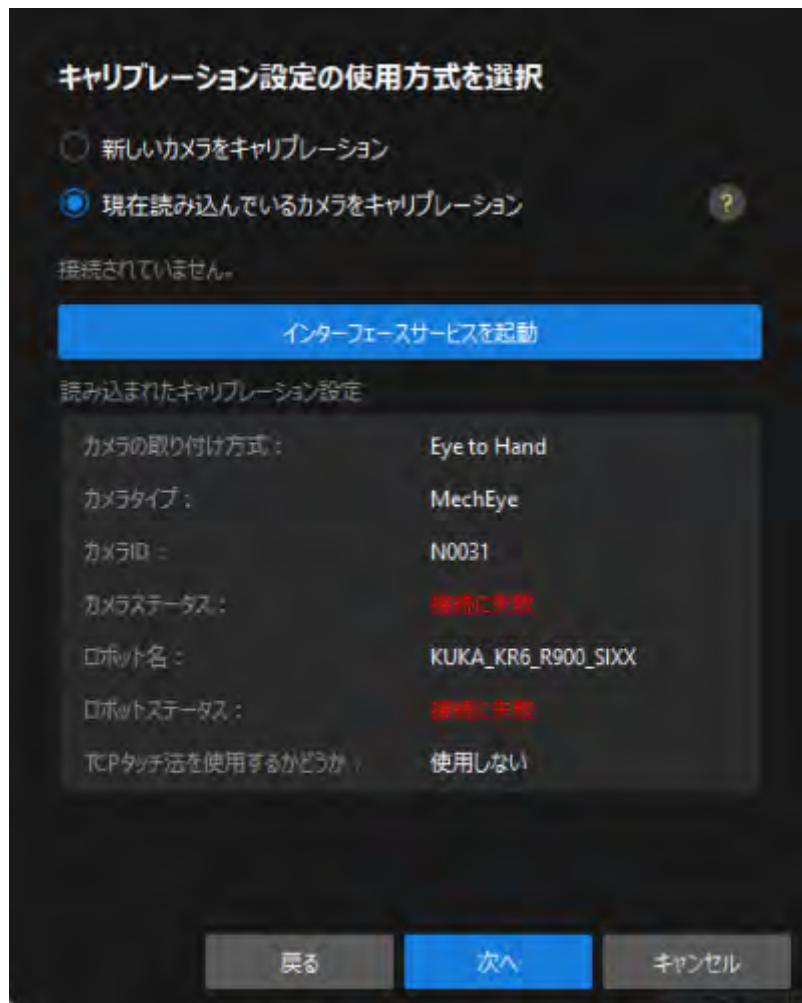 キャリブレーション設定の使用方式を選択
新しいカメラをキャリブレーション
現在読み込んでいるカメラをキャリブレーション ?
接続されていません。
インターフェースサービスを起動
読み込まれたキャリブレーション設定
カメラの取り付け方式： Eye to Hand
カメラタイプ： MechEye
カメラID： N0031
カメラステータス： 接続に失敗
ロボット名： KUKA_KR6_R900_SIXX
ロボットステータス： 接続に失敗
TCPタッチ法を使用するかどうか： 使用しない
戻る 次へ キャンセル